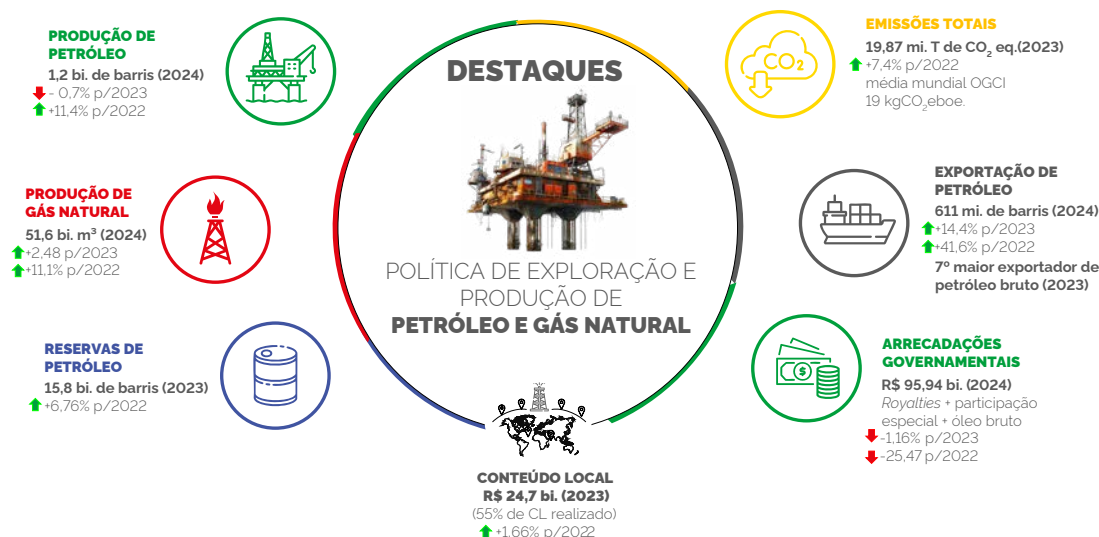 DESTAQUES
POLÍTICA DE EXPLORAÇÃO E
PRODUÇÃO DE
PETRÓLEO E GÁS NATURAL
PRODUÇÃO DE
PETRÓLEO
1,2 bi. de barris (2024)
- 0,7% p/2023
+11,4% p/2022
PRODUÇÃO DE
GÁS NATURAL
51,6 bi. m³ (2024)
+2,48 p/2023
+11,1% p/2022
RESERVAS DE
PETRÓLEO
15,8 bi. de barris (2023)
+6,76% p/2022
CONTEÚDO LOCAL
R$ 24,7 bi. (2023)
(55% de CL realizado)
+1,66% p/2022
EMISSÕES TOTAIS
19,87 mi. T de CO₂ eq.(2023)
+7,4% p/2022
média mundial OGCI
19 kgCO₂eboe.
CO₂
EXPORTAÇÃO DE
PETRÓLEO
611 mi. de barris (2024)
+14,4% p/2023
+41,6% p/2022
7º maior exportador de
petróleo bruto (2023)
ARRECADAÇÕES
GOVERNAMENTAIS
R$ 95,94 bi. (2024)
Royalties + participação
especial + óleo bruto
-1,16% p/2023
-25,47 p/2022
$